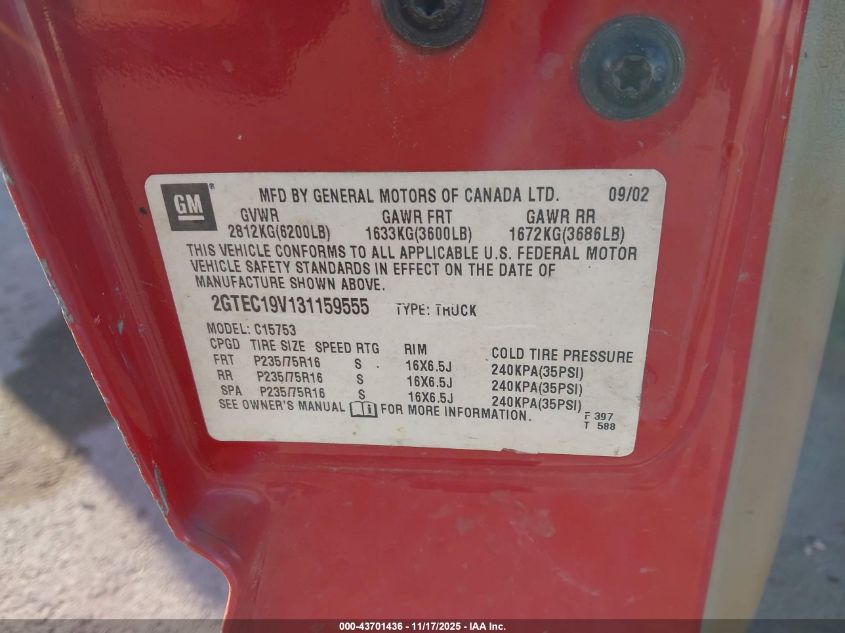 GM
MFD BY GENERAL MOTORS OF CANADA LTD. 09/02
GVWR GAWR FRT GAWR RR
2812KG(6200LB) 1633KG(3600LB) 1672KG(3686LB)
THIS VEHICLE CONFORMS TO ALL APPLICABLE U.S. FEDERAL MOTOR
VEHICLE SAFETY STANDARDS IN EFFECT ON THE DATE OF
MANUFACTURE SHOWN ABOVE.
2GTEC19V131159555 TYPE: TRUCK
MODEL: C15753
CPGD TIRE SIZE SPEED RTG RIM COLD TIRE PRESSURE
FRT P235/75R16 S 16X6.5J 240KPA(35PSI)
RR P235/75R16 S 16X6.5J 240KPA(35PSI)
SPA P235/75R16 S 16X6.5J 240KPA(35PSI)
SEE OWNER'S MANUAL FOR MORE INFORMATION.
F 397
T 588
000-43701436 - 11/17/2025 - IAA Inc.